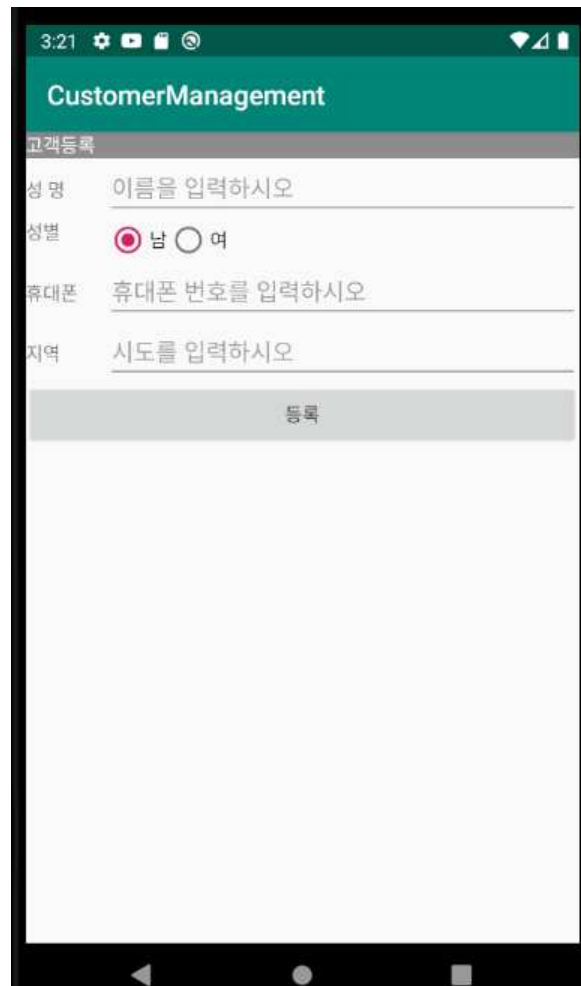 3:21
CustomerManagement
고객등록
성 명 이름을 입력하시오
성별 남 여
휴대폰 휴대폰 번호를 입력하시오
지역 시도를 입력하시오
등록